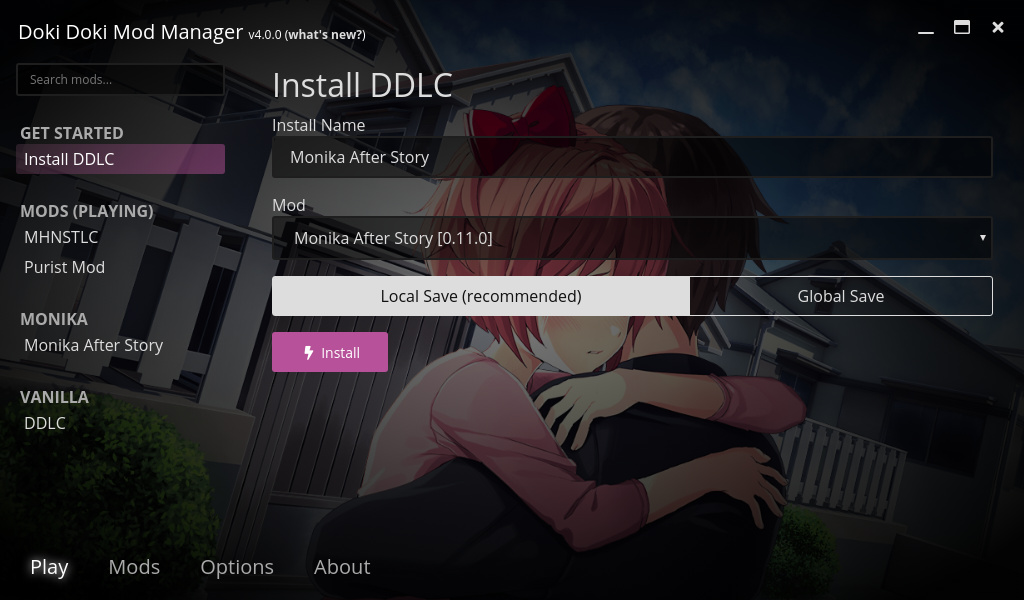 Doki Doki Mod Manager v4.0.0 (what's new?)
Search mods...
GET STARTED
Install DDLC
MODS (PLAYING)
MHNSTLC
Purist Mod
MONIKA
Monika After Story
VANILLA
DDLC
Install DDLC
Install Name
Monika After Story
Mod
Monika After Story [0.11.0]
Local Save (recommended) Global Save
Install
Play Mods Options About